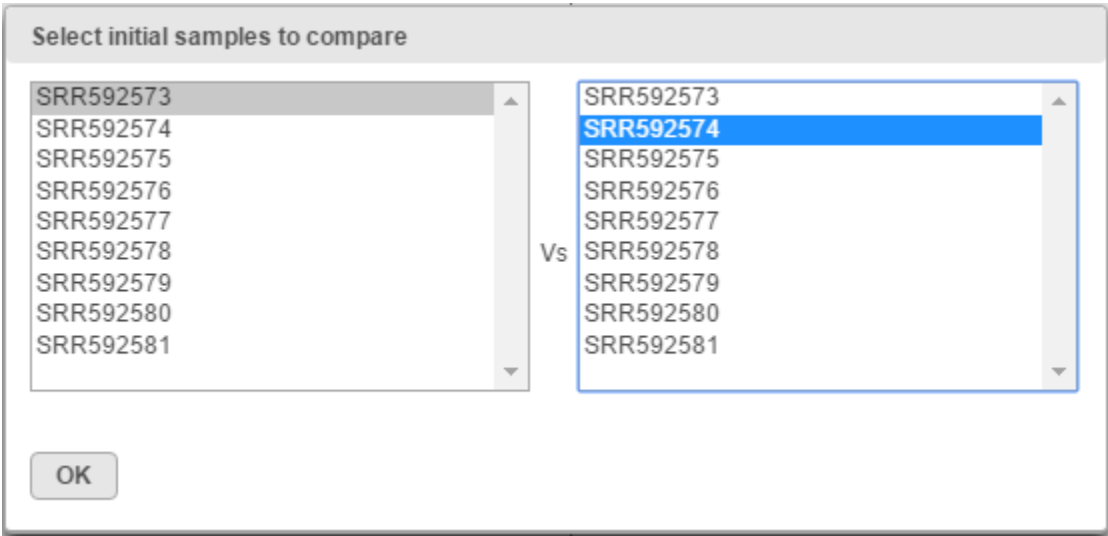 Select initial samples to compare
SRR592573
SRR592574
SRR592575
SRR592576
SRR592577
SRR592578
SRR592579
SRR592580
SRR592581
Vs
SRR592573
SRR592574
SRR592575
SRR592576
SRR592577
SRR592578
SRR592579
SRR592580
SRR592581
OK